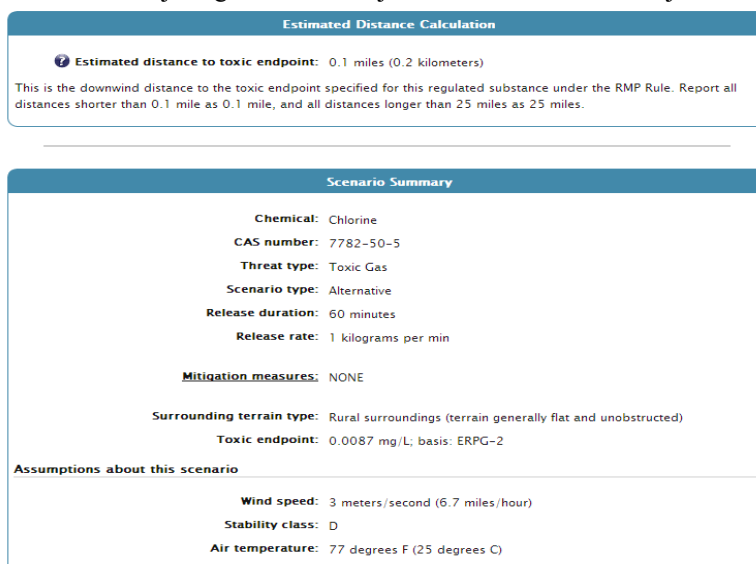 Estimated Distance Calculation
? Estimated distance to toxic endpoint: 0.1 miles (0.2 kilometers)
This is the downwind distance to the toxic endpoint specified for this regulated substance under the RMP Rule. Report all
distances shorter than 0.1 mile as 0.1 mile, and all distances longer than 25 miles as 25 miles.
Scenario Summary
Chemical: Chlorine
CAS number: 7782-50-5
Threat type: Toxic Gas
Scenario type: Alternative
Release duration: 60 minutes
Release rate: 1 kilograms per min
Mitigation measures: NONE
Surrounding terrain type: Rural surroundings (terrain generally flat and unobstructed)
Toxic endpoint: 0.0087 mg/L; basis: ERPG-2
Assumptions about this scenario
Wind speed: 3 meters/second (6.7 miles/hour)
Stability class: D
Air temperature: 77 degrees F (25 degrees C)